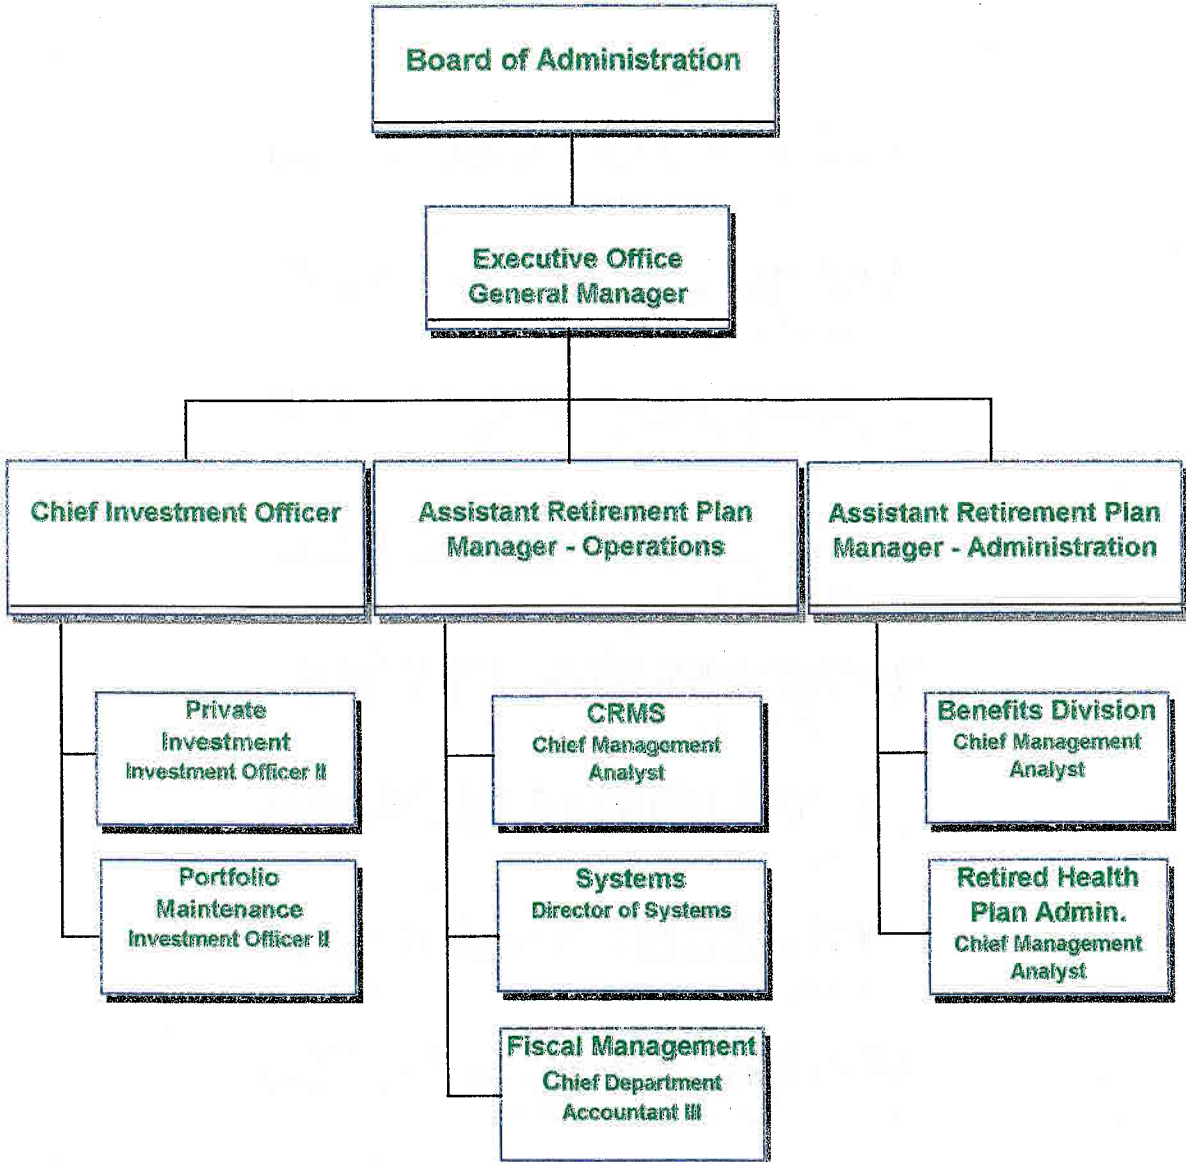 Board of Administration
Executive Office
General Manager
Chief Investment Officer
Assistant Retirement Plan
Manager - Operations
Assistant Retirement Plan
Manager - Administration
Private
Investment
Investment Officer II
Portfolio
Maintenance
Investment Officer II
CRMS
Chief Management
Analyst
Systems
Director of Systems
Fiscal Management
Chief Department
Accountant III
Benefits Division
Chief Management
Analyst
Retired Health
Plan Admin.
Chief Management
Analyst